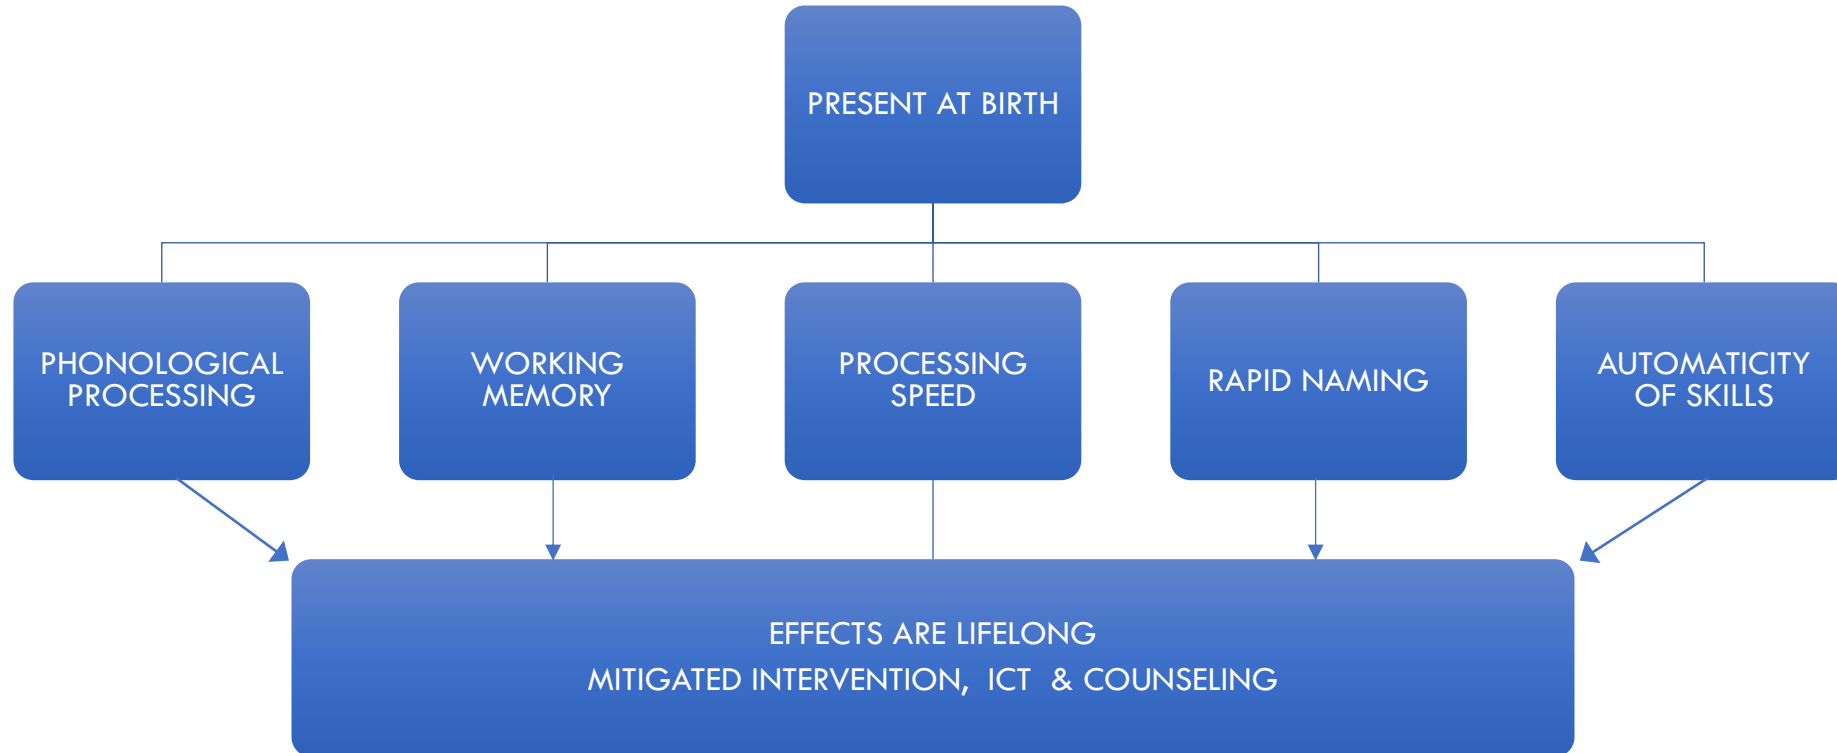 PRESENT AT BIRTH
PHONOLOGICAL
PROCESSING
WORKING
MEMORY
PROCESSING
SPEED
RAPID NAMING
AUTOMATICITY
OF SKILLS
EFFECTS ARE LIFELONG
MITIGATED INTERVENTION, ICT & COUNSELING